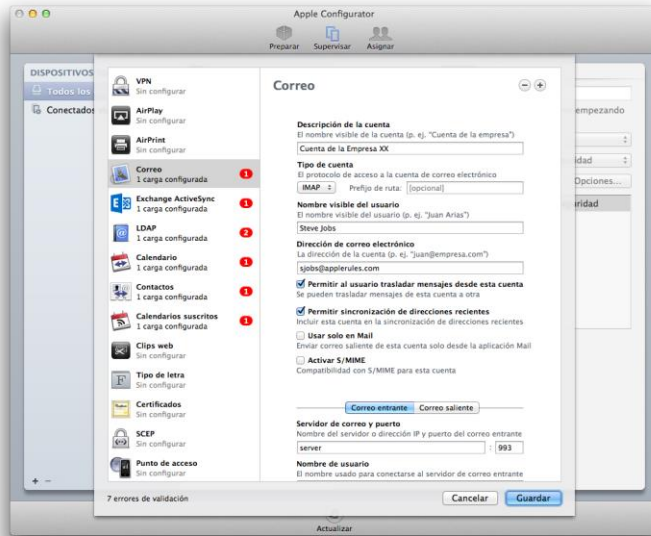 Apple Configurator
Preparar Supervisar Asignar
DISPOSITIVOS
Todos los
Conectados
empezando
idad
Opciones...
uridad
VPN
Sin configurar
AirPlay
Sin configurar
AirPrint
Sin configurar
Correo
1 carga configurada
1
Exchange ActiveSync
1 carga configurada
1
LDAP
2 carga configurada
2
Calendario
1 carga configurada
1
Contactos
1 carga configurada
1
Calendarios suscritos
1 carga configurada
1
Clips web
Sin configurar
Tipo de letra
Sin configurar
Certificados
Sin configurar
SCEP
Sin configurar
Punto de acceso
Sin configurar
Correo
Descripción de la cuenta
El nombre visible de la cuenta (p. ej. "Cuenta de la empresa")
Cuenta de la Empresa XX
Tipo de cuenta
El protocolo de acceso a la cuenta de correo electrónico
IMAP Prefijo de ruta: [opcional]
Nombre visible del usuario
El nombre visible del usuario (p. ej. "Juan Arias")
Steve Jobs
Dirección de correo electrónico
La dirección de la cuenta (p. ej. "juan@empresa.com")
sjobs@applerules.com
Permitir al usuario trasladar mensajes desde esta cuenta
Se pueden trasladar mensajes de esta cuenta a otra
Permitir sincronización de direcciones recientes
Incluir esta cuenta en la sincronización de direcciones recientes
Usar solo en Mail
Enviar correo saliente de esta cuenta solo desde la aplicación Mail
Activar S/MIME
Compatibilidad con S/MIME para esta cuenta
Correo entrante Correo saliente
Servidor de correo y puerto
Nombre del servidor o dirección IP y puerto del correo entrante
server : 993
Nombre de usuario
El nombre usado para conectarse al servidor de correo entrante
7 errores de validación
Cancelar Guardar
Actualizar